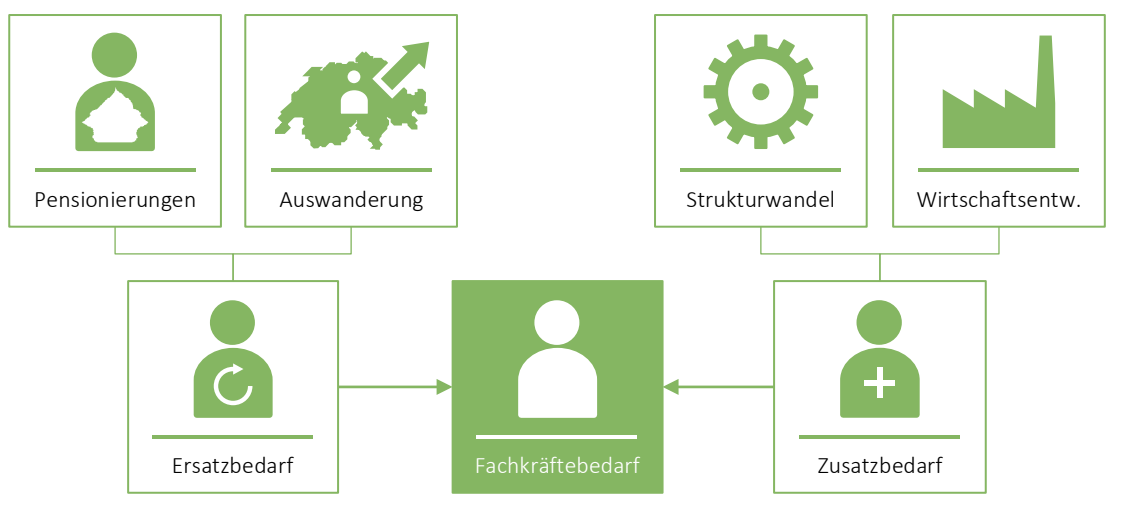 Pensionierungen
Auswanderung
Strukturwandel
Wirtschaftsentw.
Ersatzbedarf
Fachkräftebedarf
Zusatzbedarf